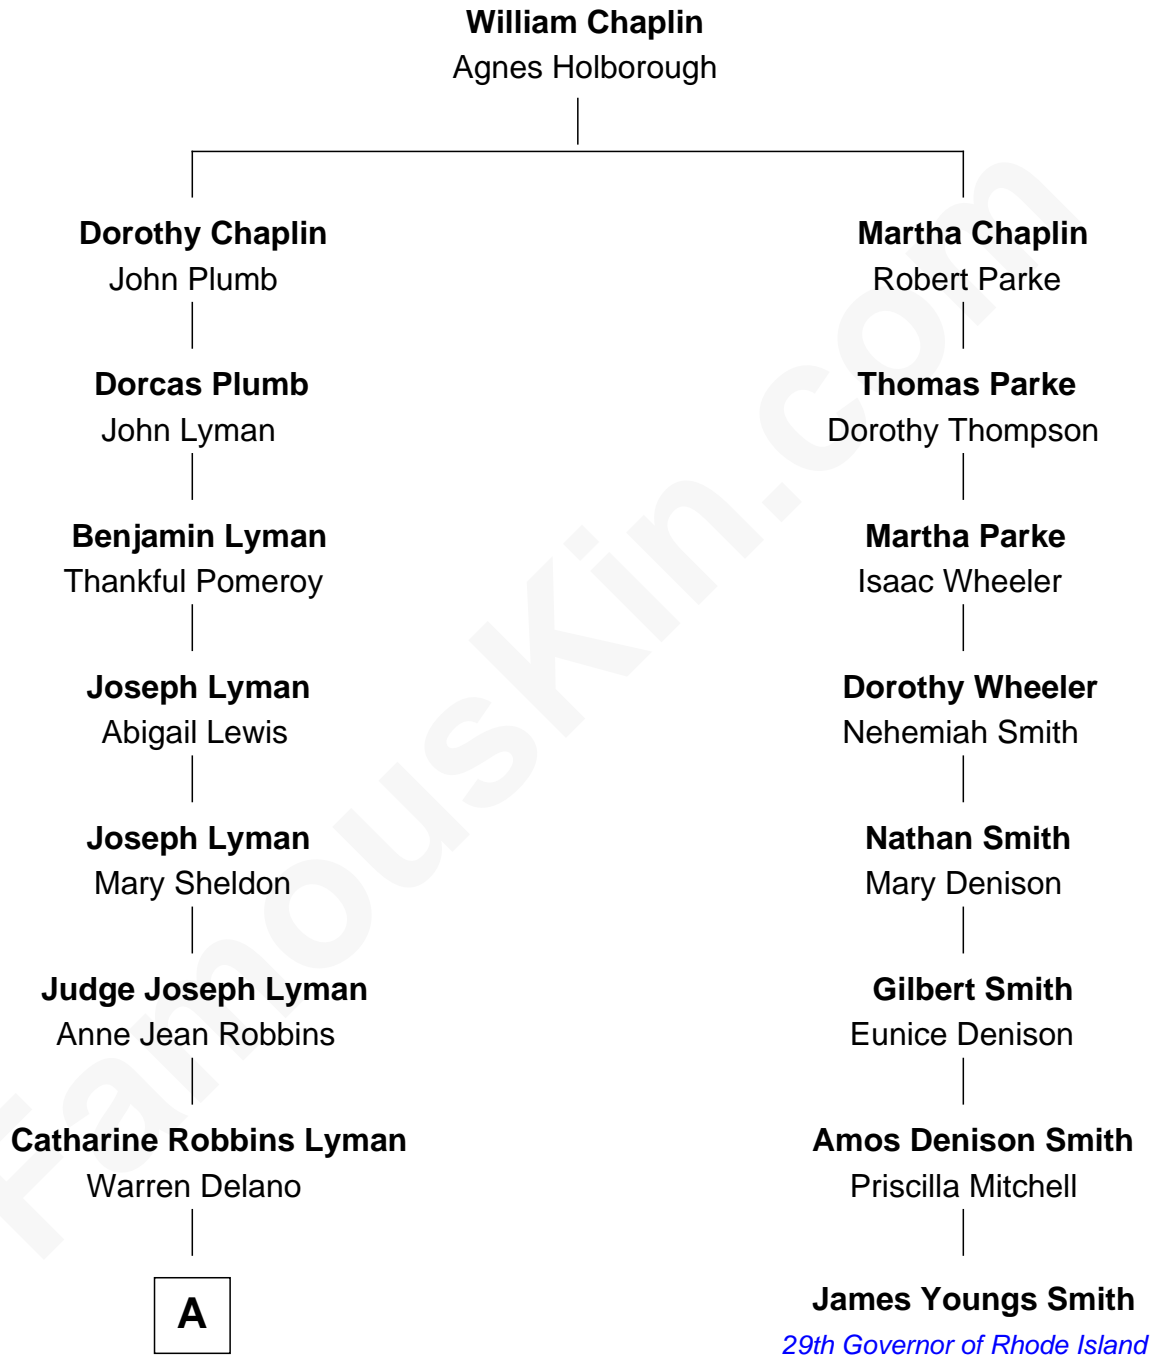 William Chaplin
Agnes Holborough
Dorothy Chaplin
John Plumb
Dorcas Plumb
John Lyman
Benjamin Lyman
Thankful Pomeroy
Joseph Lyman
Abigail Lewis
Joseph Lyman
Mary Sheldon
Judge Joseph Lyman
Anne Jean Robbins
Catharine Robbins Lyman
Warren Delano
A
Martha Chaplin
Robert Parke
Thomas Parke
Dorothy Thompson
Martha Parke
Isaac Wheeler
Dorothy Wheeler
Nehemiah Smith
Nathan Smith
Mary Denison
Gilbert Smith
Eunice Denison
Amos Denison Smith
Priscilla Mitchell
James Youngs Smith
29th Governor of Rhode Island
FamousKin.com